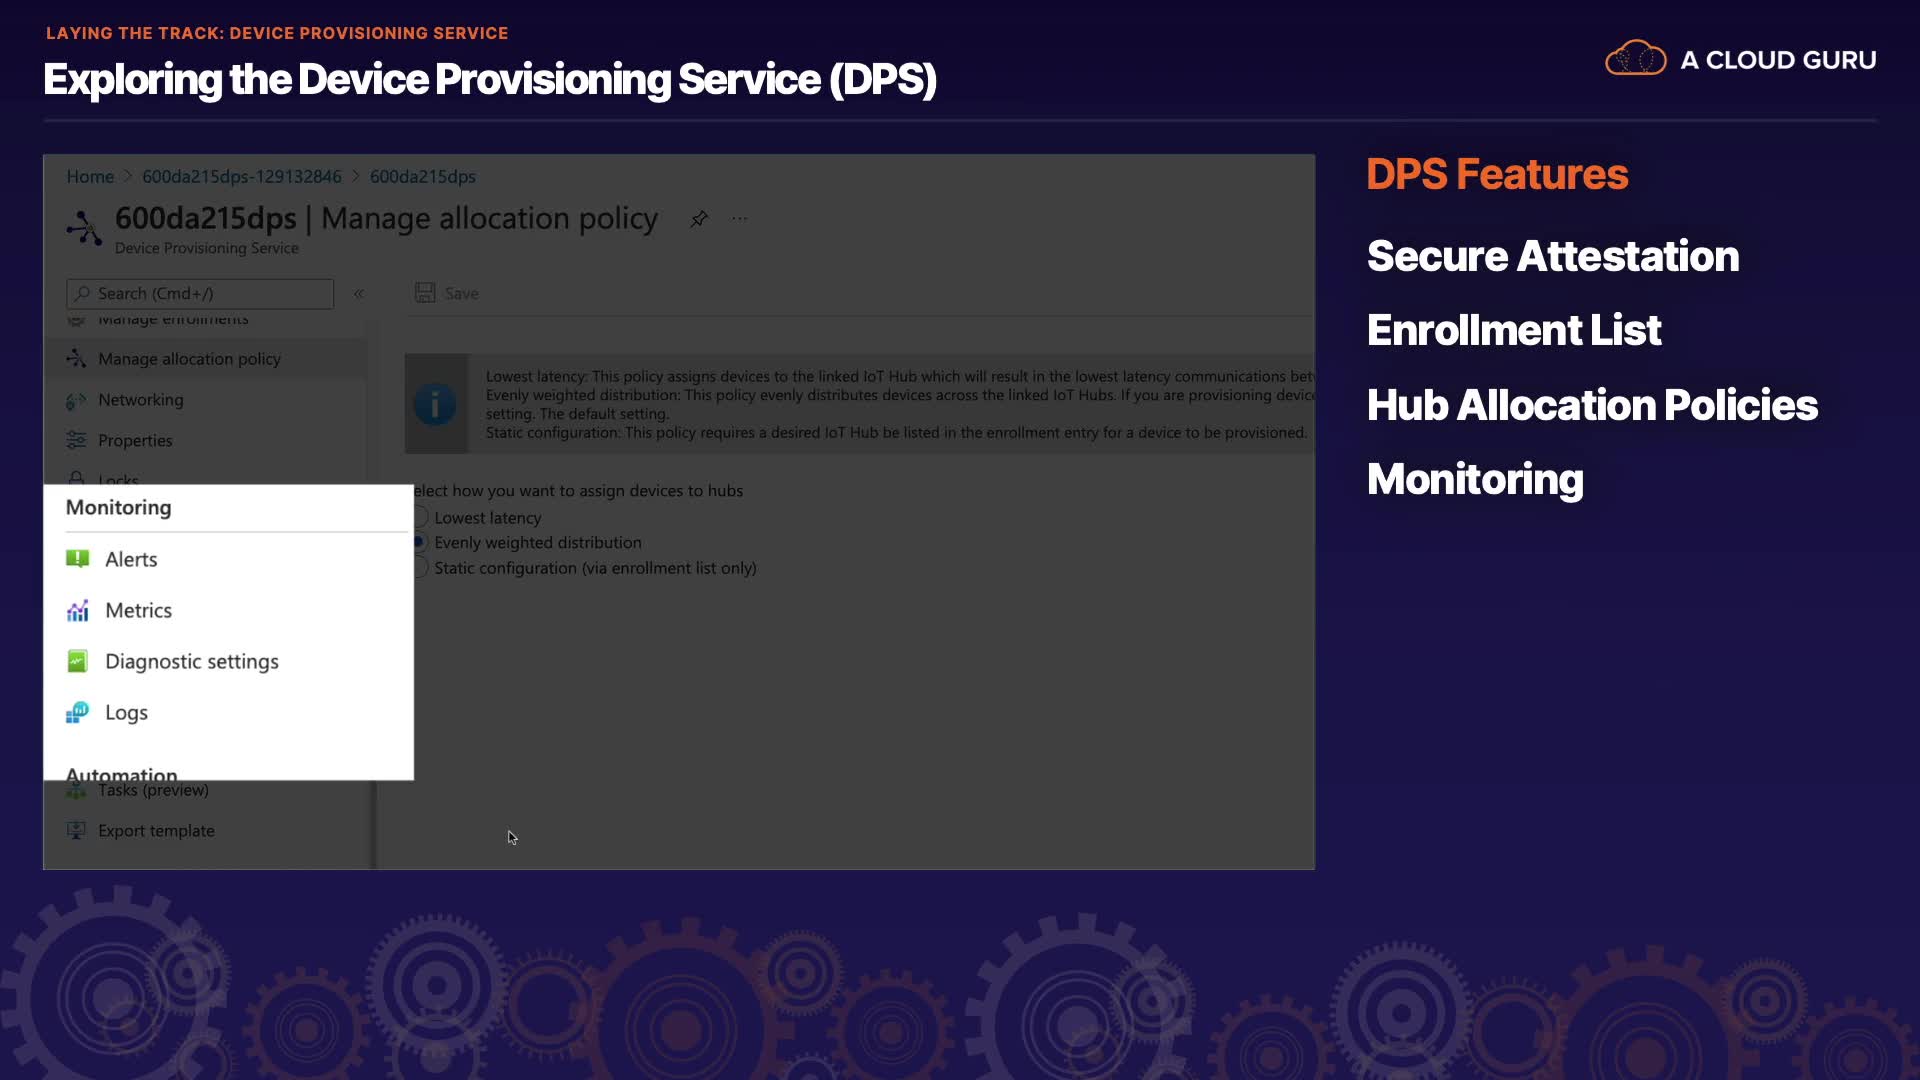 LAYING THE TRACK: DEVICE PROVISIONING SERVICE
Exploring the Device Provisioning Service (DPS)
A CLOUD GURU
Home > 600da215dps-129132846 > 600da215dps
600da215dps | Manage allocation policy
Device Provisioning Service
Search (Cmd+/)
«
Save
Manage enrollments
Manage allocation policy
Networking
Properties
Locks
Lowest latency: This policy assigns devices to the linked IoT Hub which will result in the lowest latency communications
Evenly weighted distribution: This policy evenly distributes devices across the linked IoT Hubs. If you are provisioning
setting. The default setting.
Static configuration: This policy requires a desired IoT Hub be listed in the enrollment entry for a device to be provisioned.
elect how you want to assign devices to hubs
Lowest latency
Evenly weighted distribution
Static configuration (via enrollment list only)
Monitoring
Alerts
Metrics
Diagnostic settings
Logs
Automation
Tasks (preview)
Export template
DPS Features
Secure Attestation
Enrollment List
Hub Allocation Policies
Monitoring